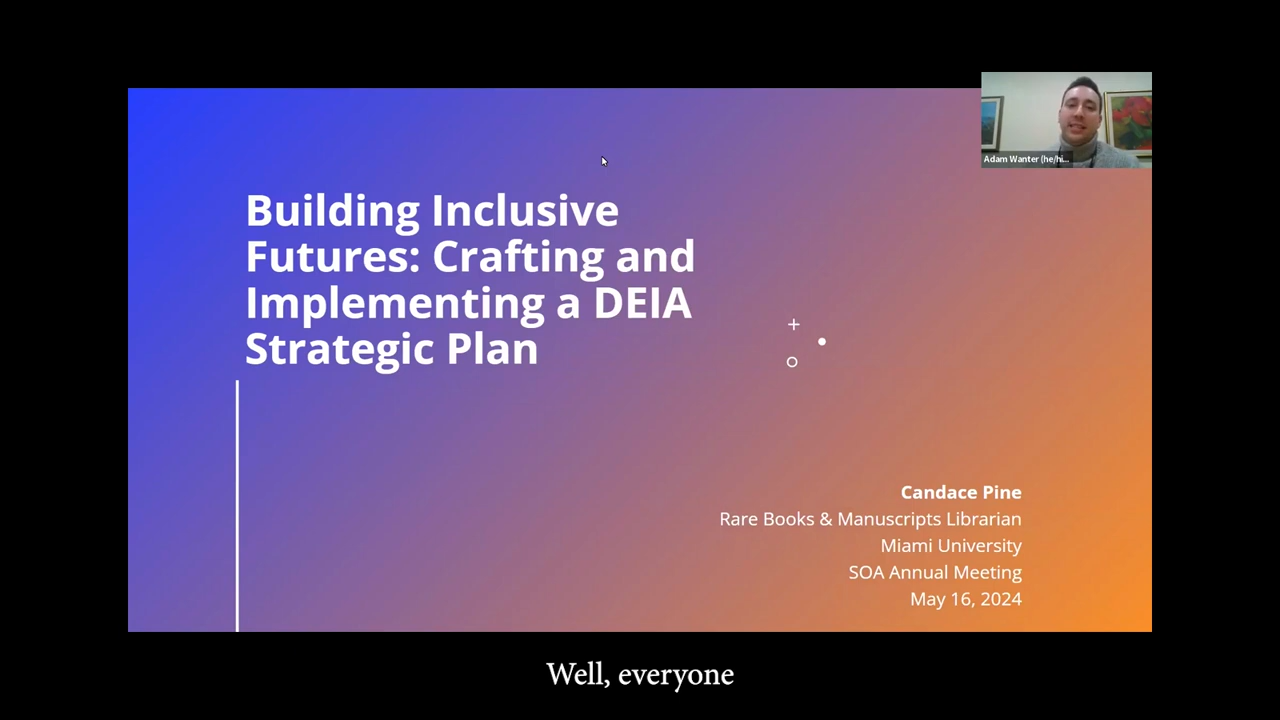 Adam Wanter (he/hi...
Building Inclusive
Futures: Crafting and
Implementing a DEIA
Strategic Plan
Candace Pine
Rare Books & Manuscripts Librarian
Miami University
SOA Annual Meeting
May 16, 2024
Well, everyone